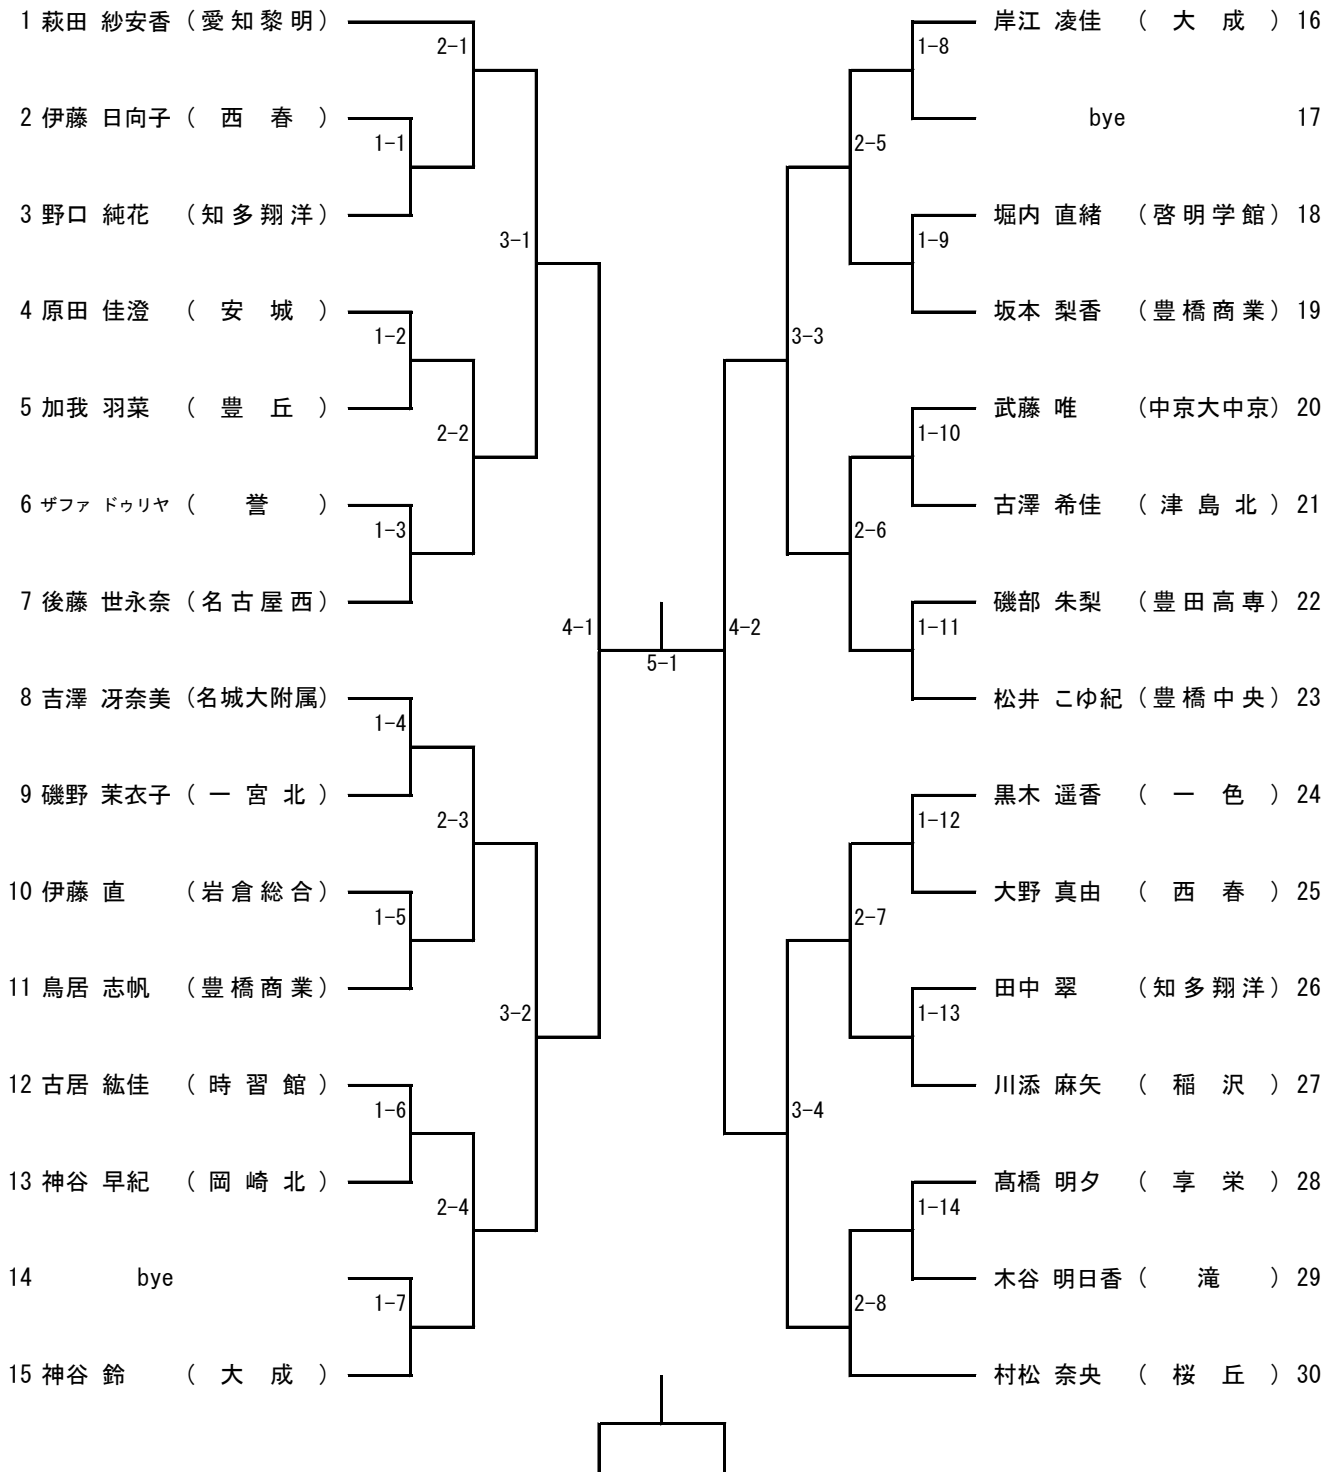 1 萩田 紗安香 (愛知黎明)
2-1
2 伊藤 日向子 (西春)
1-1
3 野口 純花 (知多翔洋)
3-1
4 原田 佳澄 (安城)
1-2
5 加我 羽菜 (豊丘)
2-2
6 ザファ ドゥリヤ (誉)
1-3
7 後藤 世永奈 (名古屋西)
4-1
8 吉澤 冴奈美 (名城大附属)
1-4
9 磯野 茉衣子 (一宮北)
2-3
10 伊藤 直 (岩倉総合)
1-5
11 鳥居 志帆 (豊橋商業)
3-2
12 古居 紘佳 (時習館)
1-6
13 神谷 早紀 (岡崎北)
2-4
14 bye
1-7
15 神谷 鈴 (大成)
5-1
岸江 凌佳 (大成) 16
1-8
bye 17
2-5
堀内 直緒 (啓明学館) 18
1-9
坂本 梨香 (豊橋商業) 19
3-3
武藤 唯 (中京大中京) 20
1-10
古澤 希佳 (津島北) 21
2-6
磯部 朱梨 (豊田高専) 22
1-11
4-2
松井 こゆ紀 (豊橋中央) 23
黒木 遥香 (一色) 24
1-12
大野 真由 (西春) 25
2-7
田中 翠 (知多翔洋) 26
1-13
川添 麻矢 (稲沢) 27
3-4
髙橋 明夕 (享栄) 28
1-14
木谷 明日香 (滝) 29
2-8
村松 奈央 (桜丘) 30